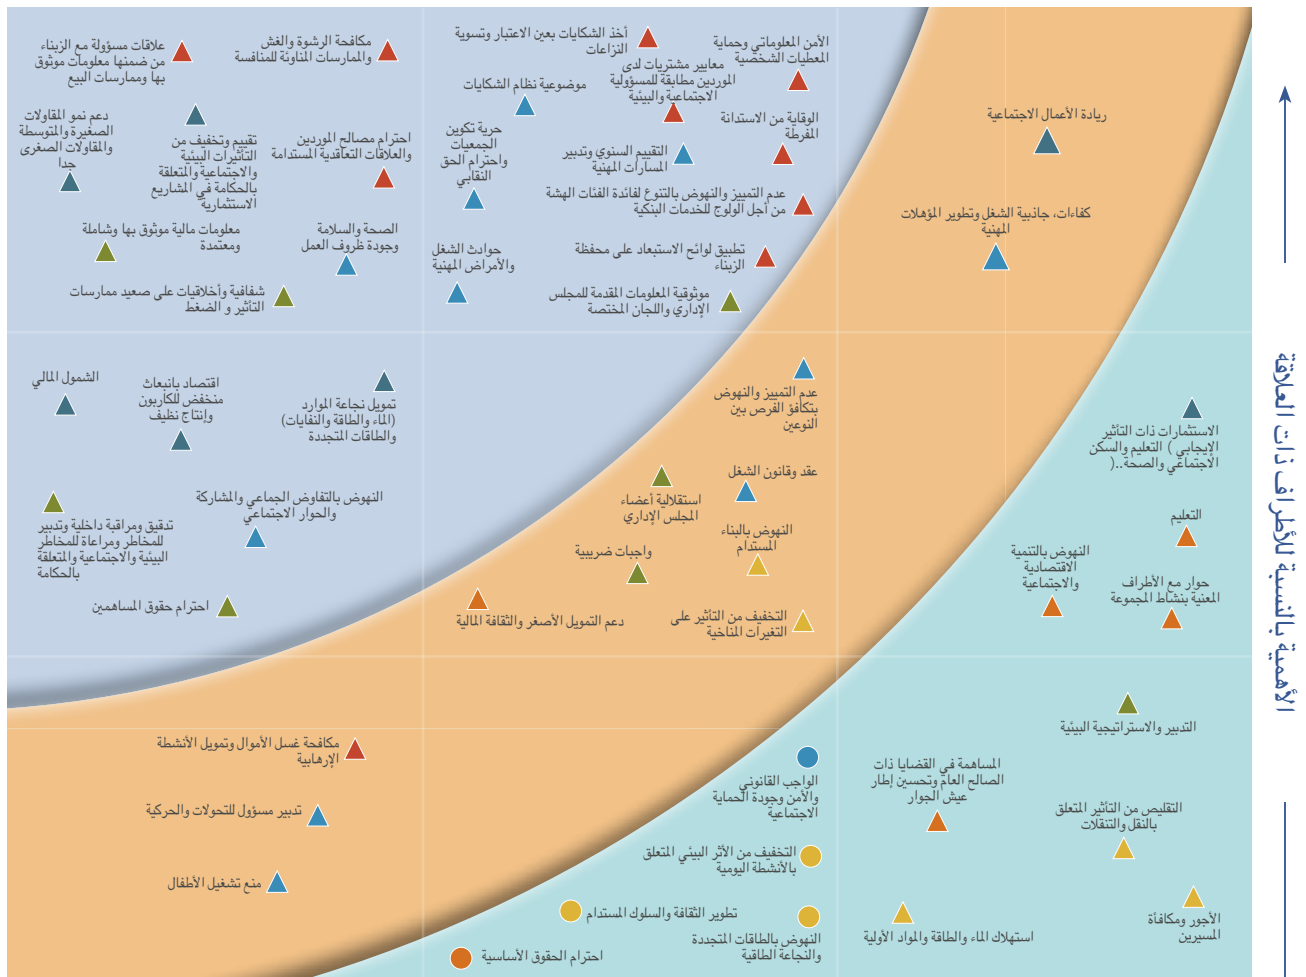 علاقات مسؤولة مع الزبناء
من ضمنها معلومات موثوق
بها وممارسات البيع
مكافحة الرشوة والغش
والممارسات المناوئة للمنافسة
أخذ الشكايات بعين الاعتبار وتسوية
النزاعات
الأمن المعلوماتي وحماية
المعطيات الشخصية
معايير مشتريات لدى
الموردين مطابقة للمسؤولية
الاجتماعية والبيئية
موضوعية نظام الشكايات
دعم نمو المقاولات
الصغيرة والمتوسطة
والمقاولات الصغرى
جدا
تقييم وتخفيف من
التأثيرات البيئية
والاجتماعية والمتعلقة
بالحكامة في المشاريع
الاستثمارية
احترام مصالح الموردين
والعلاقات التعاقدية المستدامة
حرية تكوين
الجمعيات
واحترام الحق
النقابي
الوقاية من الاستدانة
المفرطة
التقييم السنوي وتدبير
المسارات المهنية
عدم التمييز والنهوض بالتنوع لفائدة الفئات الهشة
من أجل الولوج للخدمات البنكية
معلومات مالية موثوق بها وشاملة
ومعتمدة
الصحة والسلامة
وجودة ظروف العمل
حوادث الشغل
والأمراض المهنية
تطبيق لوائح الاستبعاد على محفظة
الزبناء
شفافية وأخلاقيات على صعيد ممارسات
التأثير و الضغط
موثوقية المعلومات المقدمة للمجلس
الإداري واللجان المختصة
ريادة الأعمال الاجتماعية
كفاءات، جاذبية الشغل وتطوير المؤهلات
المهنية
الشمول المالي
اقتصاد بانبعاث
منخفض للكاربون
وإنتاج نظيف
تمويل نجاعة الموارد
(الماء والطاقة والنفايات)
والطاقات المتجددة
عدم التمييز والنهوض
بتكافؤ الفرص بين
النوعين
الاستثمارات ذات التأثير
الإيجابي ) التعليم والسكن
الاجتماعي والصحة..(
النهوض بالتفاوض الجماعي والمشاركة
والحوار الاجتماعي
تدقيق ومراقبة داخلية وتدبير
للمخاطر ومراعاة للمخاطر
البيئية والاجتماعية والمتعلقة
بالحكامة
احترام حقوق المساهمين
عقد وقانون الشغل
استقلالية أعضاء
المجلس الإداري
النهوض بالبناء
المستدام
واجبات ضريبية
دعم التمويل الأصغر والثقافة المالية
التخفيف من التأثير على
التغيرات المناخية
التعليم
النهوض بالتنمية
الاقتصادية
والاجتماعية
حوار مع الأطراف
المعنية بنشاط المجموعة
الأهمية بالنسبة للأطراف ذات العلاقة
التدبير والاستراتيجية البيئية
مكافحة غسل الأموال وتمويل الأنشطة
الإرهابية
تدبير مسؤول للتحولات والحركية
منع تشغيل الأطفال
الواجب القانوني
والأمن وجودة الحماية
الاجتماعية
المساهمة في القضايا ذات
الصالح العام وتحسين إطار
عيش الجوار
التقليص من التأثير المتعلق
بالنقل والتنقلات
التخفيف من الأثر البيئي المتعلق
بالأنشطة اليومية
تطوير الثقافة والسلوك المستدام
النهوض بالطاقات المتجددة
والنجاعة الطاقية
احترام الحقوق الأساسية
استهلاك الماء والطاقة والمواد الأولية
الأجور ومكافأة
المسيرين